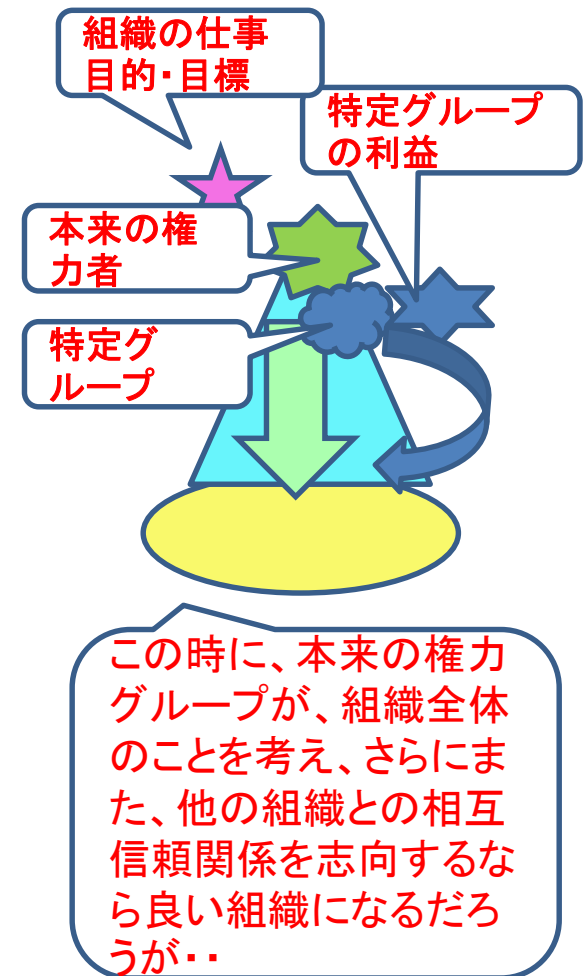 組織の仕事
目的・目標
特定グループ
の利益
本来の権
力者
特定グ
ループ
この時に、本来の権力
グループが、組織全体
のことを考え、さらにま
た、他の組織との相互
信頼関係を志向するな
ら良い組織になるだろ
うが・・